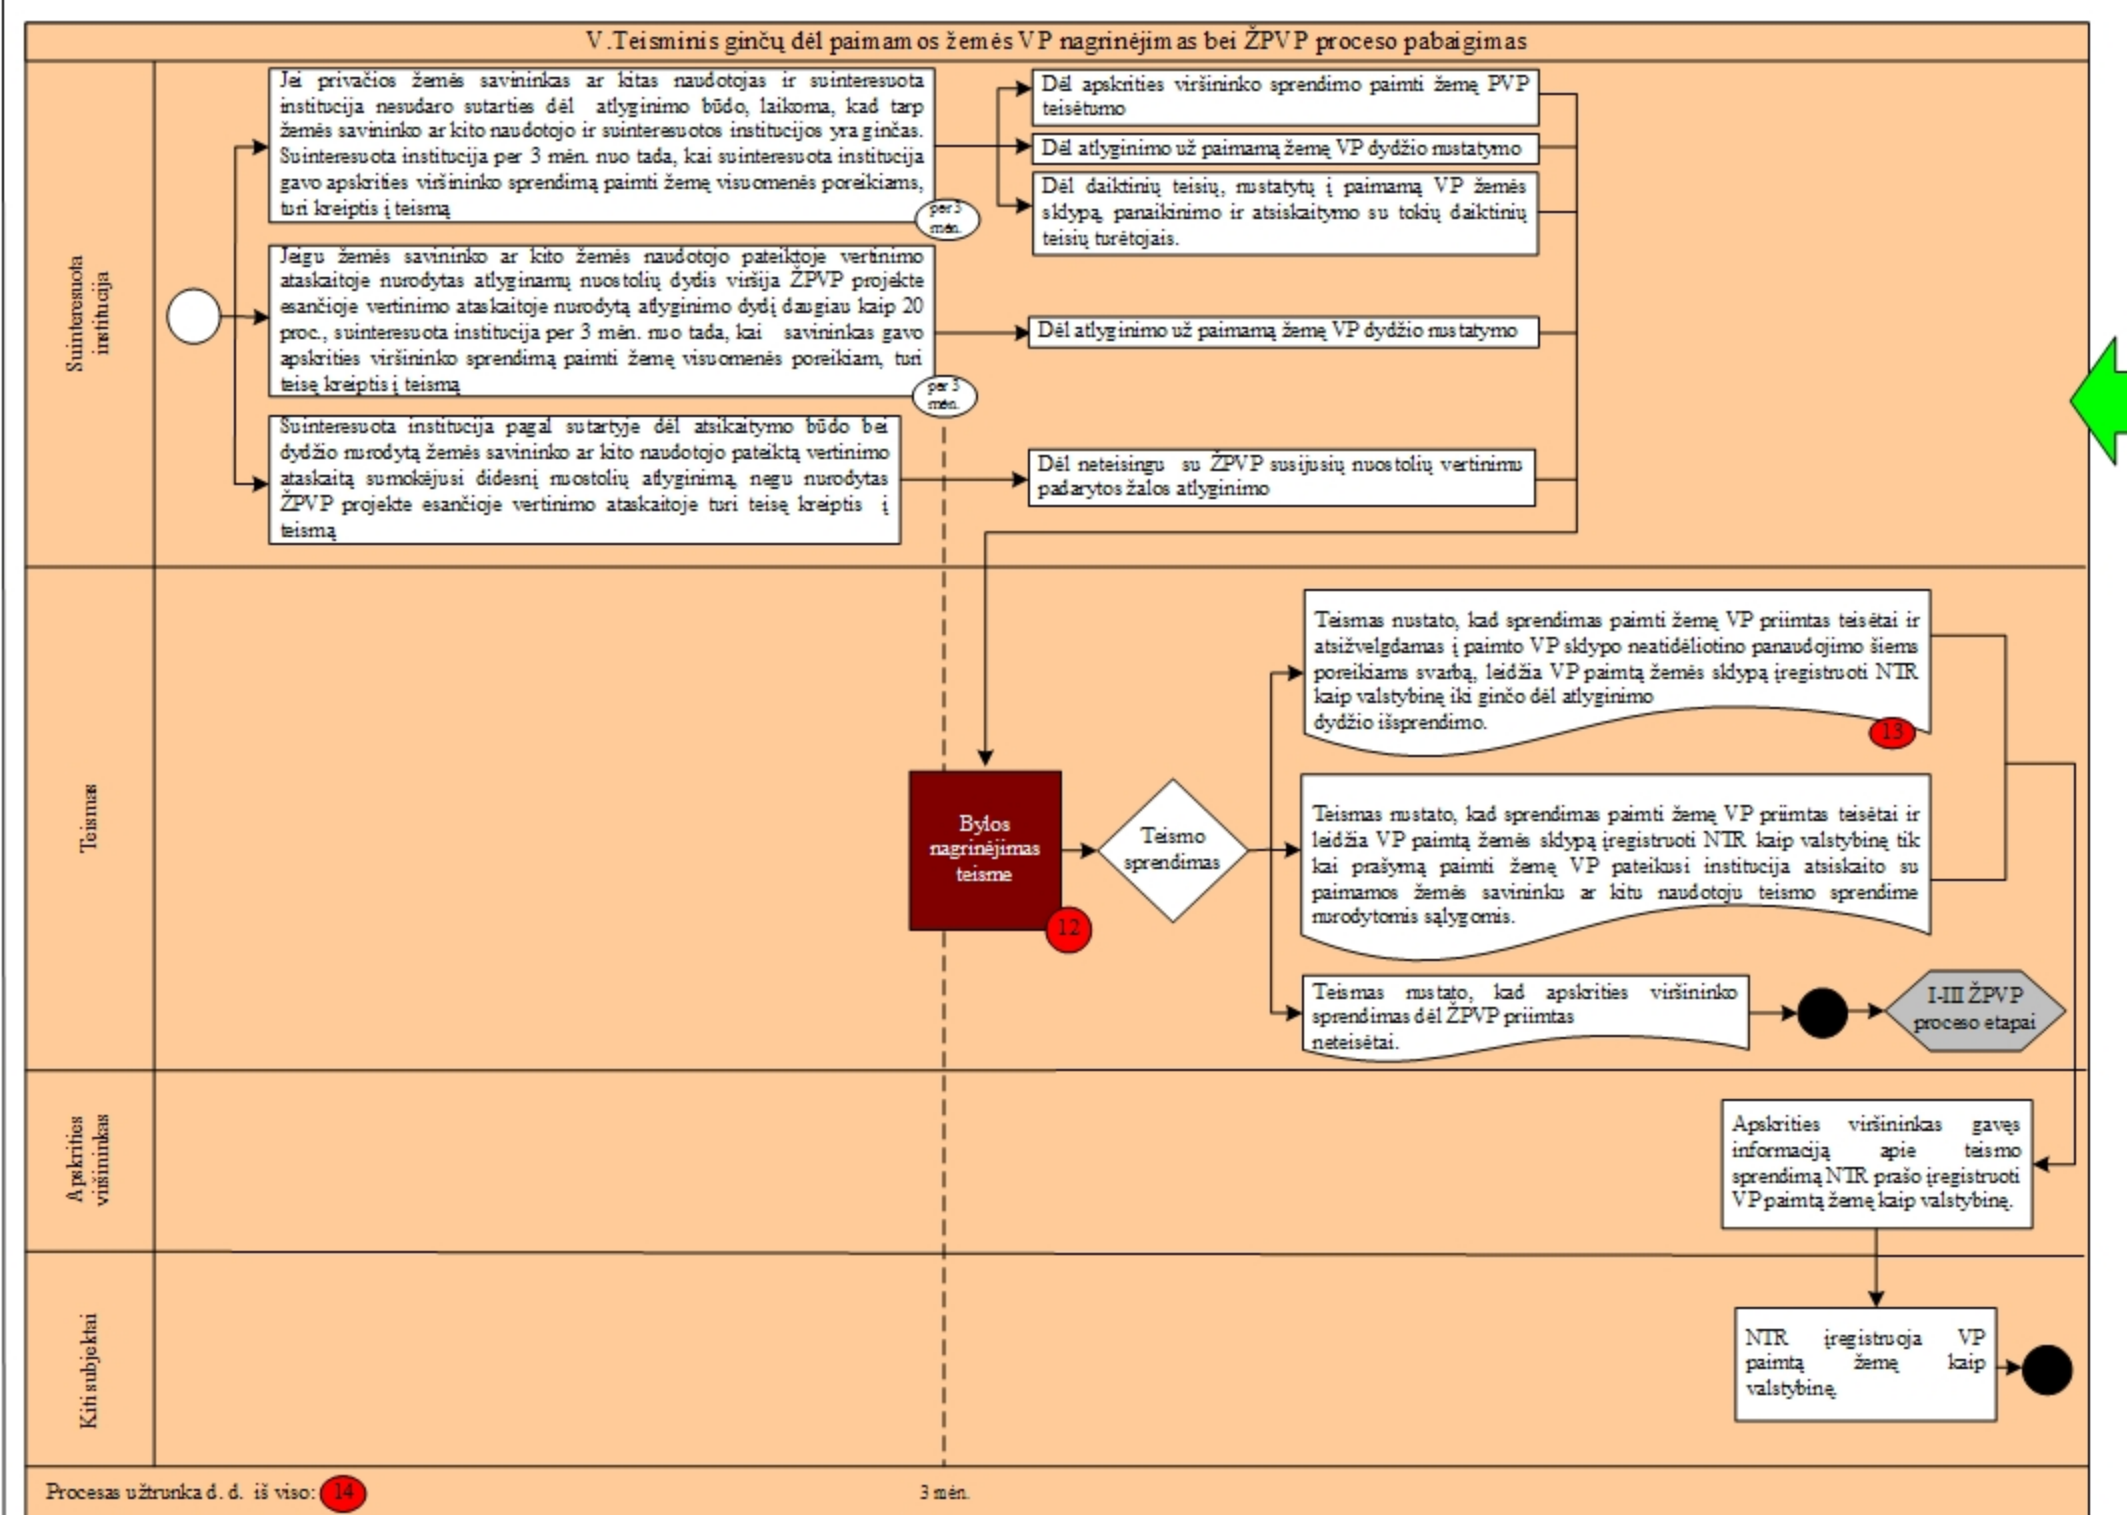 V.Teisminis ginčų dėl paimamos žemės VP nagrinėjimas bei ŽPVP proceso pabaigimas
Suinteresuota
institucija
Jei privačios žemės savininkas ar kitas naudotojas ir suinteresuota
institucija nesudaro sutarties dėl atlyginimo būdo, laikoma, kad tarp
žemės savininko ar kito naudotojo ir suinteresuotos institucijos yra ginčas.
Suinteresuota institucija per 3 mėn. nuo tada, kai suinteresuota institucija
gavo apskrities viršininko sprendimą paimti žemę visuomenės poreikiams,
turi kreiptis į teismą
per 3
mėn.
Dėl apskrities viršininko sprendimo paimti žemę PVP
teisėtumo
Dėl atlyginimo už paimamą žemę VP dydžio nustatymo
Dėl daiktinių teisių, nustatytų į paimamą VP žemės
sklypą, panaikinimo ir atsiskaitymo su tokių daiktinių
teisių turėtojais.
Jeigu žemės savininko ar kito žemės naudotojo pateiktoje vertinimo
ataskaitoje nurodytas atlyginamų nuostolių dydis viršija ŽPVP projekte
esančioje vertinimo ataskaitoje nurodytą atlyginimo dydį daugiau kaip 20
proc., suinteresuota institucija per 3 mėn. nuo tada, kai savininkas gavo
apskrities viršininko sprendimą paimti žemę visuomenės poreikiam, turi
teisę kreiptis į teismą
per 3
mėn.
Dėl atlyginimo už paimamą žemę VP dydžio nustatymo
Suinteresuota institucija pagal sutartyje dėl atsikaitymo būdo bei
dydžio nurodytą žemės savininko ar kito naudotojo pateiktą vertinimo
ataskaitą sumokėjusi didesnį nuostolių atlyginimą, negu nurodytas
ŽPVP projekte esančioje vertinimo ataskaitoje turi teisę kreiptis į
teismą
Dėl neteisingu su ŽPVP susijusių nuostolių vertinimu
padarytos žalos atlyginimo
Teismas
Bylos
nagrinėjimas
teisme
12
Teismo
sprendimas
Teismas nustato, kad sprendimas paimti žemę VP priimtas teisėtai ir
atsižvelgdamas į paimto VP sklypo neatidėliotino panaudojimo šiems
poreikiams svarbą, leidžia VP paimtą žemės sklypą įregistruoti NTR
kaip valstybinę iki ginčo dėl atlyginimo
dydžio išsprendimo.
13
Teismas nustato, kad sprendimas paimti žemę VP priimtas teisėtai ir
leidžia VP paimtą žemės sklypą įregistruoti NTR kaip valstybinę tik
kai prašymą paimti žemę VP pateikusi institucija atsiskaito su
paimamos žemės savininku ar kitu naudotoju teismo sprendime
nurodytomis sąlygomis.
Teismas nustato, kad apskrities viršininko
sprendimas dėl ŽPVP priimtas
neteisėtai.
I-III ŽPVP
proceso etapai
Apskrities
viršininkas
Apskrities viršininkas gavęs
informaciją apie teismo
sprendimą NTR prašo įregistruoti
VP paimtą žemę kaip valstybinę.
Kiti subjektai
NTR įregistruoja VP
paimtą žemę kaip
valstybinę.
Procesas užtrunka d. d. iš viso: 14
3 mėn.